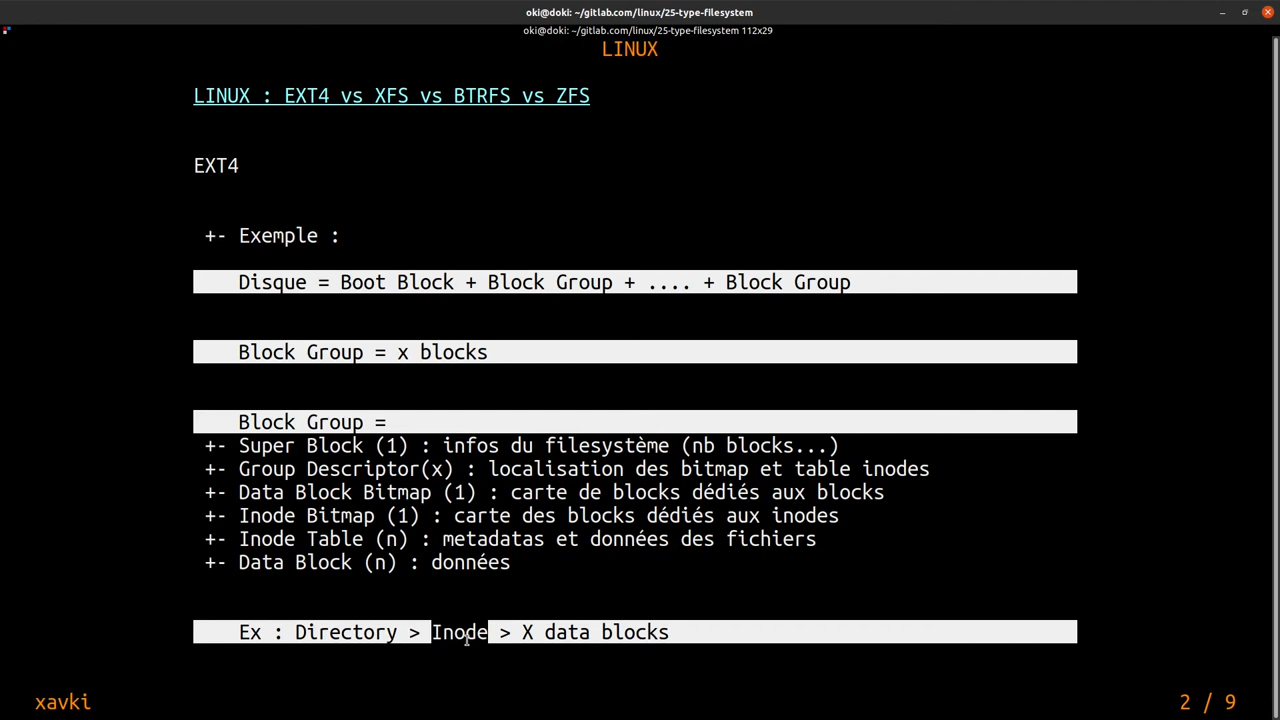 oki@doki: ~/gitlab.com/linux/25-type-filesystem
oki@doki: ~/gitlab.com/linux/25-type-filesystem 112x29
LINUX
LINUX : EXT4 vs XFS vs BTRFS vs ZFS
EXT4
+- Exemple :
Disque = Boot Block + Block Group + .... + Block Group
Block Group = x blocks
Block Group =
+- Super Block (1) : infos du filesystème (nb blocks...)
+- Group Descriptor(x) : localisation des bitmap et table inodes
+- Data Block Bitmap (1) : carte de blocks dédiés aux blocks
+- Inode Bitmap (1) : carte des blocks dédiés aux inodes
+- Inode Table (n) : metadatas et données des fichiers
+- Data Block (n) : données
Ex : Directory > Inode > X data blocks
xavki
2 / 9